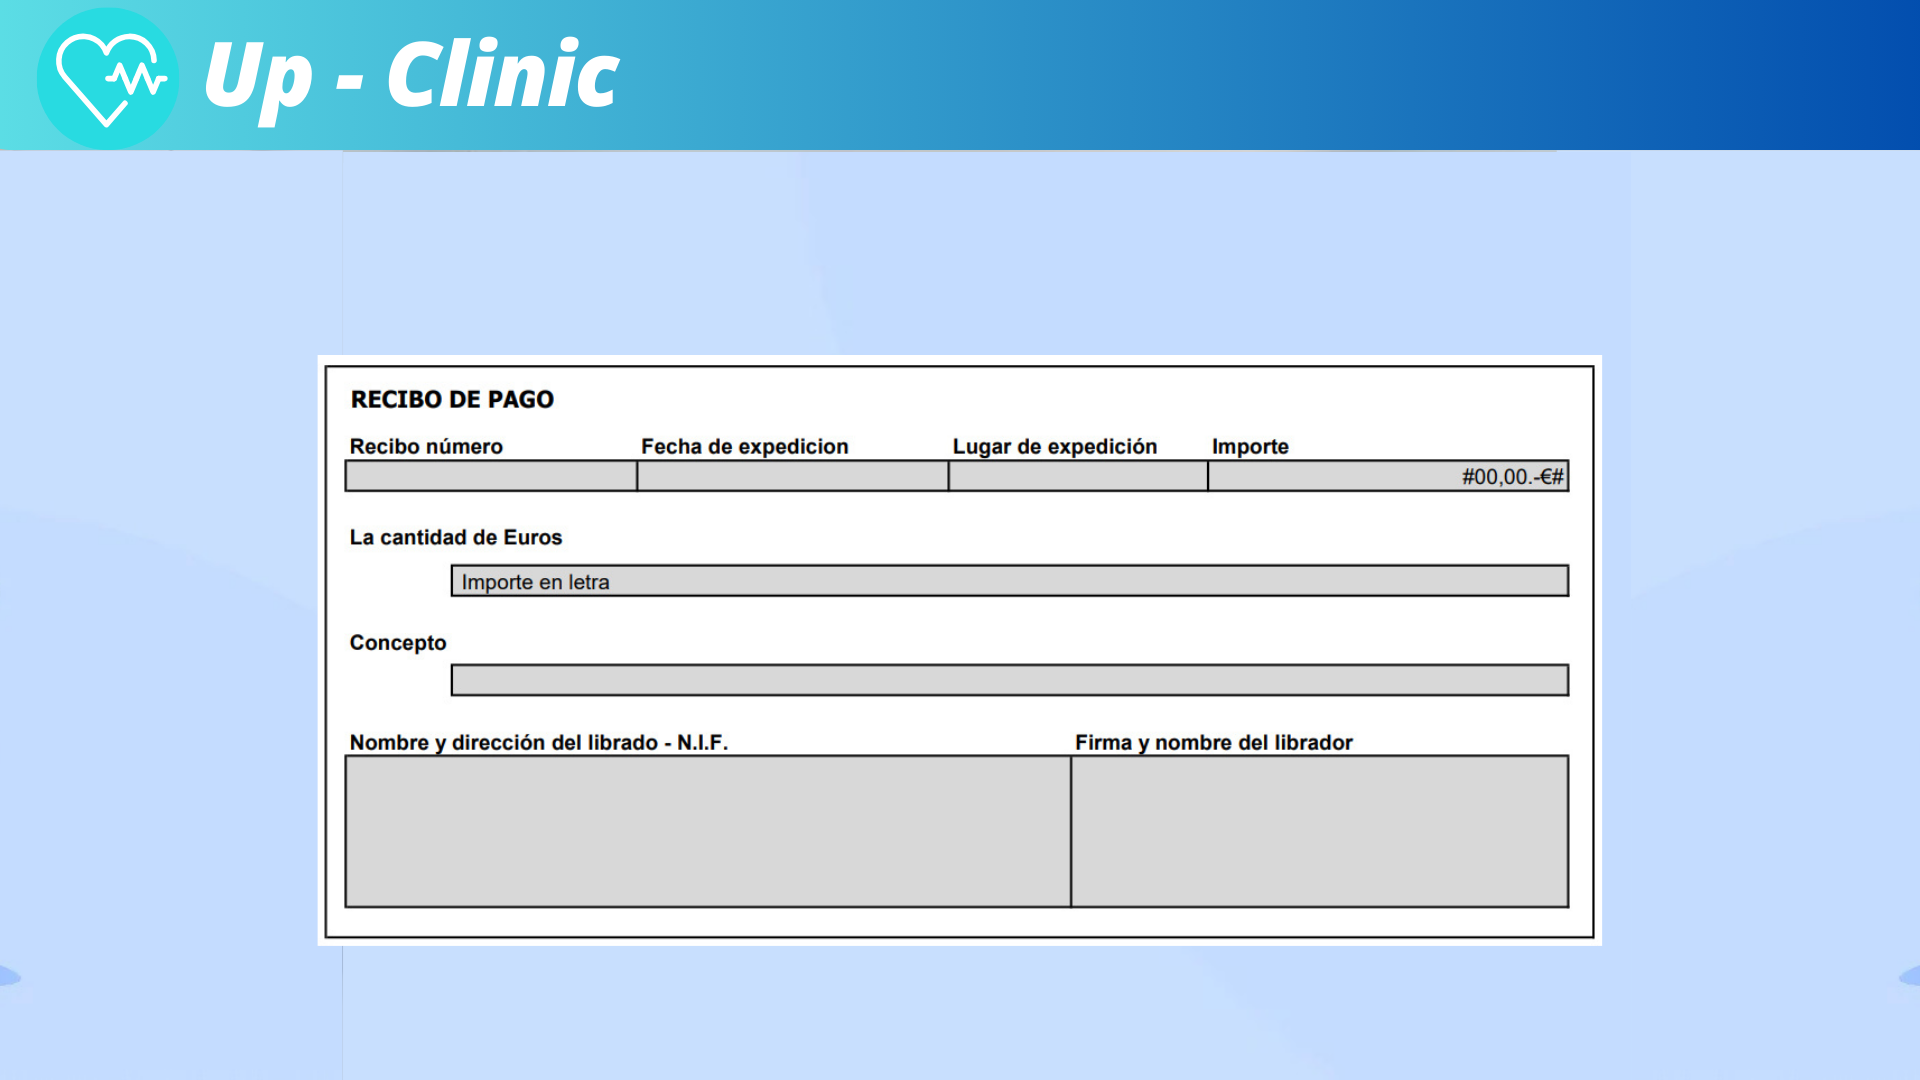 Up - Clinic
RECIBO DE PAGO
Recibo número Fecha de expedicion Lugar de expedición Importe
#00,00.-€#
La cantidad de Euros
Importe en letra
Concepto
Nombre y dirección del librado - N.I.F. Firma y nombre del librador